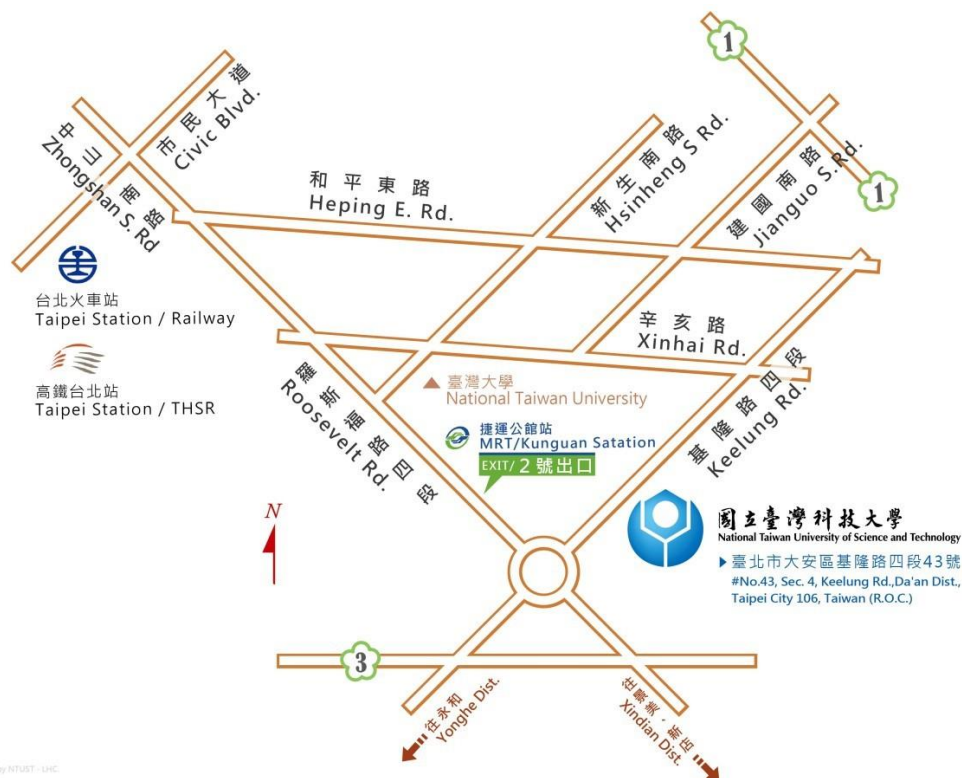 1
1
市民大道
Civic Blvd.
中山南路
Zhongshan S. Rd
和平東路
Heping E. Rd.
新生南路
Hsinheng S Rd.
建國南路
Jianguo S. Rd.
台北火車站
Taipei Station / Railway
高鐵台北站
Taipei Station / THSR
辛亥路
Xinhai Rd.
羅斯福路四段
Roosevelt Rd.
臺灣大學
National Taiwan University
捷運公館站
MRT/Kunguan Satation
EXIT/ 2 號出口
基隆路四段
Keelung Rd.
N
國立臺灣科技大學
National Taiwan University of Science and Technology
臺北市大安區基隆路四段43號
#No.43, Sec. 4, Keelung Rd.,Da'an Dist.,
Taipei City 106, Taiwan (R.O.C.)
3
往永和
Yonghe Dist.
往景美．新店
Xindian Dist.
by NTUST - LHC